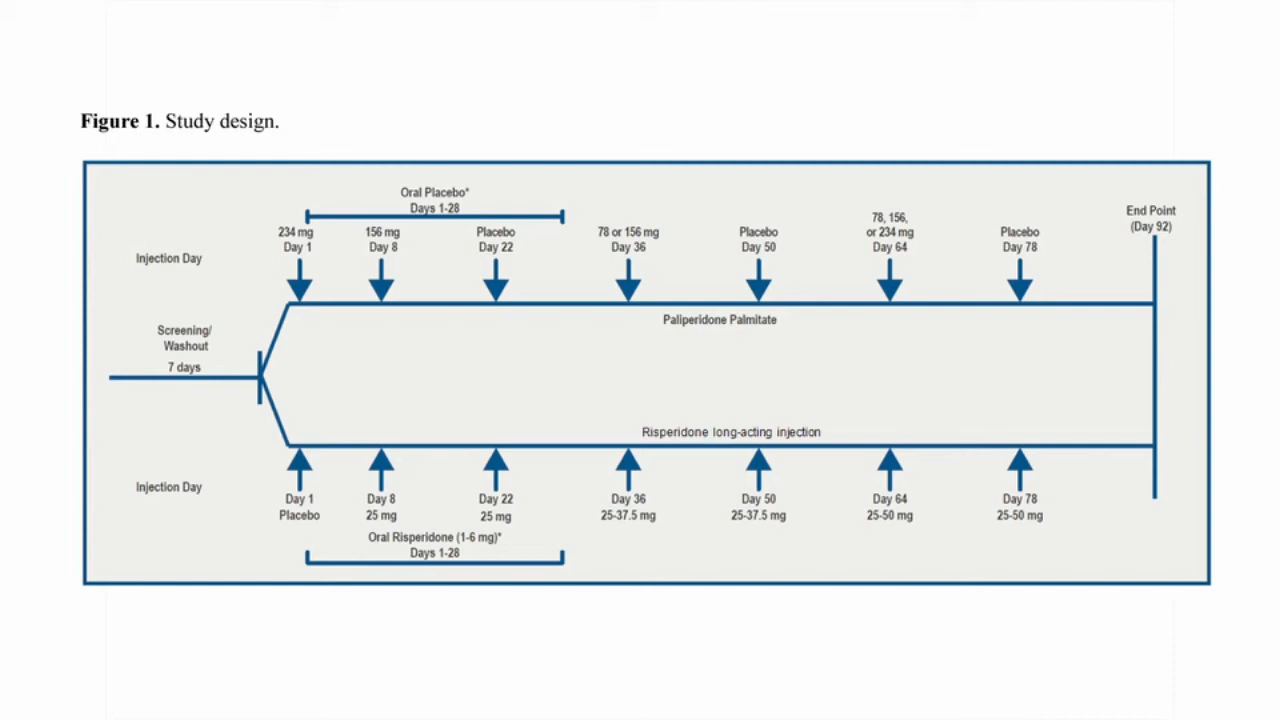 Figure 1. Study design.
Oral Placebo*
Days 1-28
234 mg
Day 1
156 mg
Day 8
Placebo
Day 22
78 or 156 mg
Day 36
Placebo
Day 50
78, 156,
or 234 mg
Day 64
Placebo
Day 78
End Point
(Day 92)
Injection Day
Paliperidone Palmitate
Screening/
Washout
7 days
Risperidone long-acting injection
Injection Day
Day 1
Placebo
Day 8
25 mg
Day 22
25 mg
Day 36
25-37.5 mg
Day 50
25-37.5 mg
Day 64
25-50 mg
Day 78
25-50 mg
Oral Risperidone (1-6 mg)*
Days 1-28